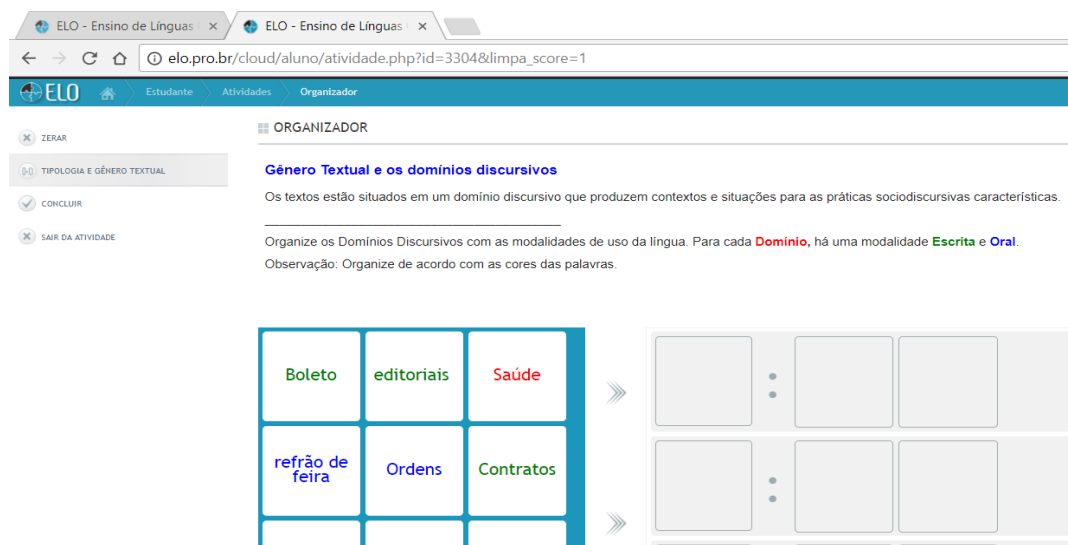 ELO - Ensino de Línguas
ELO - Ensino de Línguas
elo.pro.br/cloud/aluno/atividade.php?id=3304&limpa_score=1
ELO Estudante Atividades Organizador
ZERAR
TIPOLOGIA E GÊNERO TEXTUAL
CONCLUIR
SAIR DA ATIVIDADE
ORGANIZADOR
Gênero Textual e os domínios discursivos
Os textos estão situados em um domínio discursivo que produzem contextos e situações para as práticas sociodiscursivas características.
Organize os Domínios Discursivos com as modalidades de uso da língua. Para cada Domínio, há uma modalidade Escrita e Oral.
Observação: Organize de acordo com as cores das palavras.
Boleto editoriais Saúde
refrão de feira Ordens Contratos